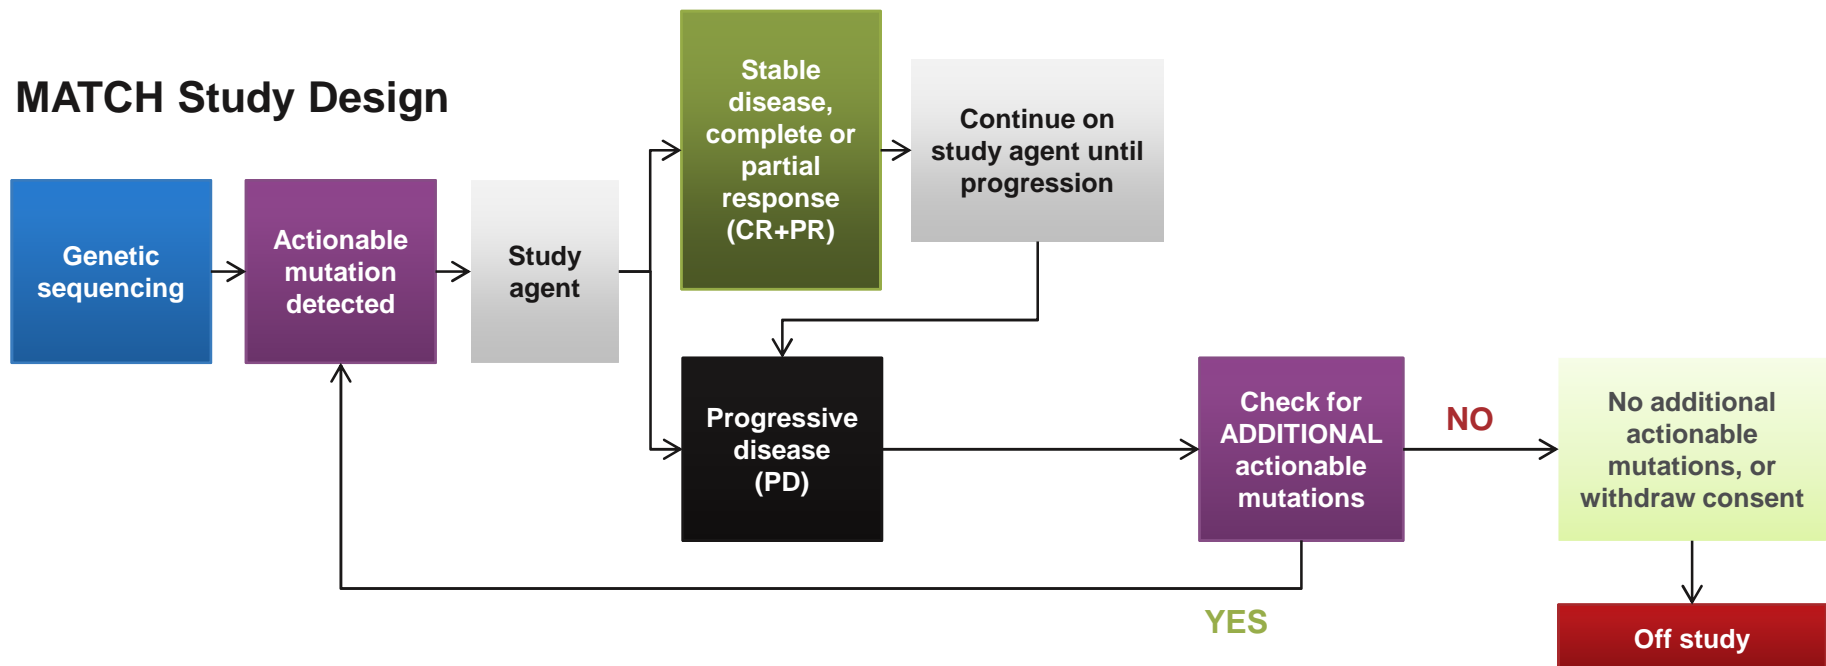 MATCH Study Design
Genetic
sequencing
Actionable
mutation
detected
Study
agent
Stable
disease,
complete or
partial
response
(CR+PR)
Continue on
study agent until
progression
Progressive
disease
(PD)
Check for
ADDITIONAL
actionable
mutations
NO
No additional
actionable
mutations, or
withdraw consent
YES
Off study